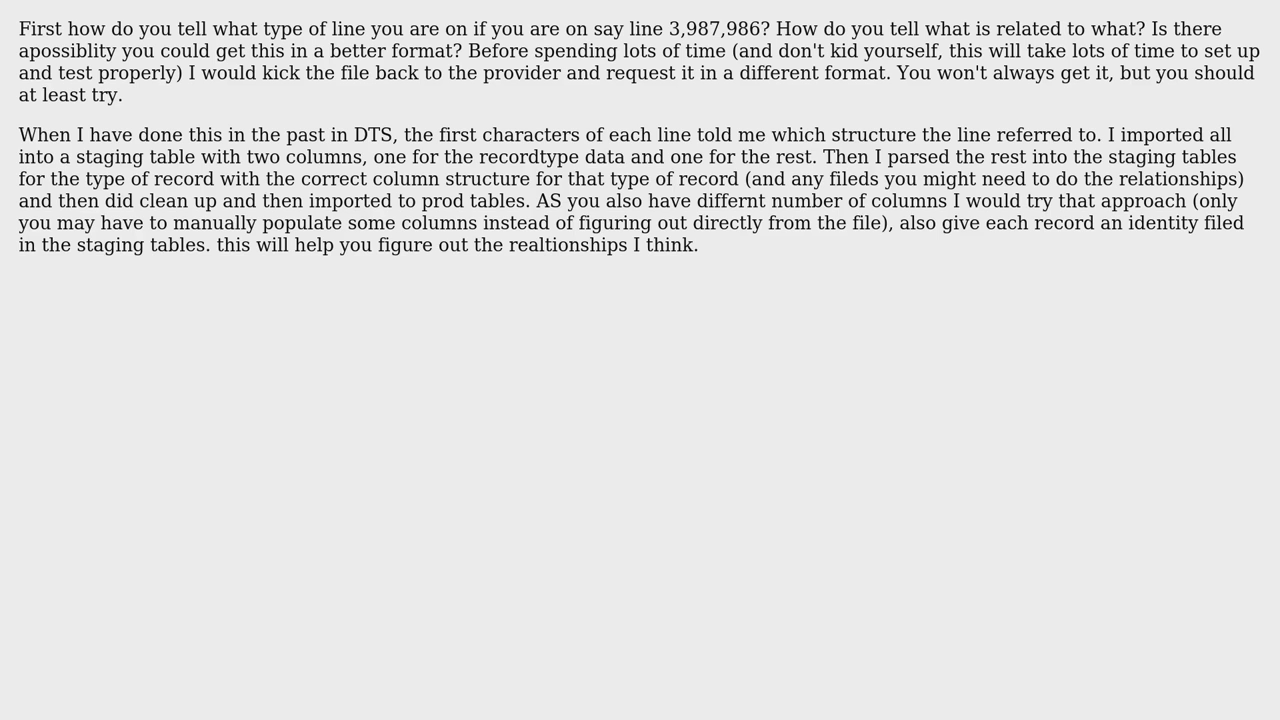 First how do you tell what type of line you are on if you are on say line 3,987,986? How do you tell what is related to what? Is there
apossiblity you could get this in a better format? Before spending lots of time (and don't kid yourself, this will take lots of time to set up
and test properly) I would kick the file back to the provider and request it in a different format. You won't always get it, but you should
at least try.
When I have done this in the past in DTS, the first characters of each line told me which structure the line referred to. I imported all
into a staging table with two columns, one for the recordtype data and one for the rest. Then I parsed the rest into the staging tables
for the type of record with the correct column structure for that type of record (and any fileds you might need to do the relationships)
and then did clean up and then imported to prod tables. AS you also have differnt number of columns I would try that approach (only
you may have to manually populate some columns instead of figuring out directly from the file), also give each record an identity filed
in the staging tables. this will help you figure out the realtionships I think.